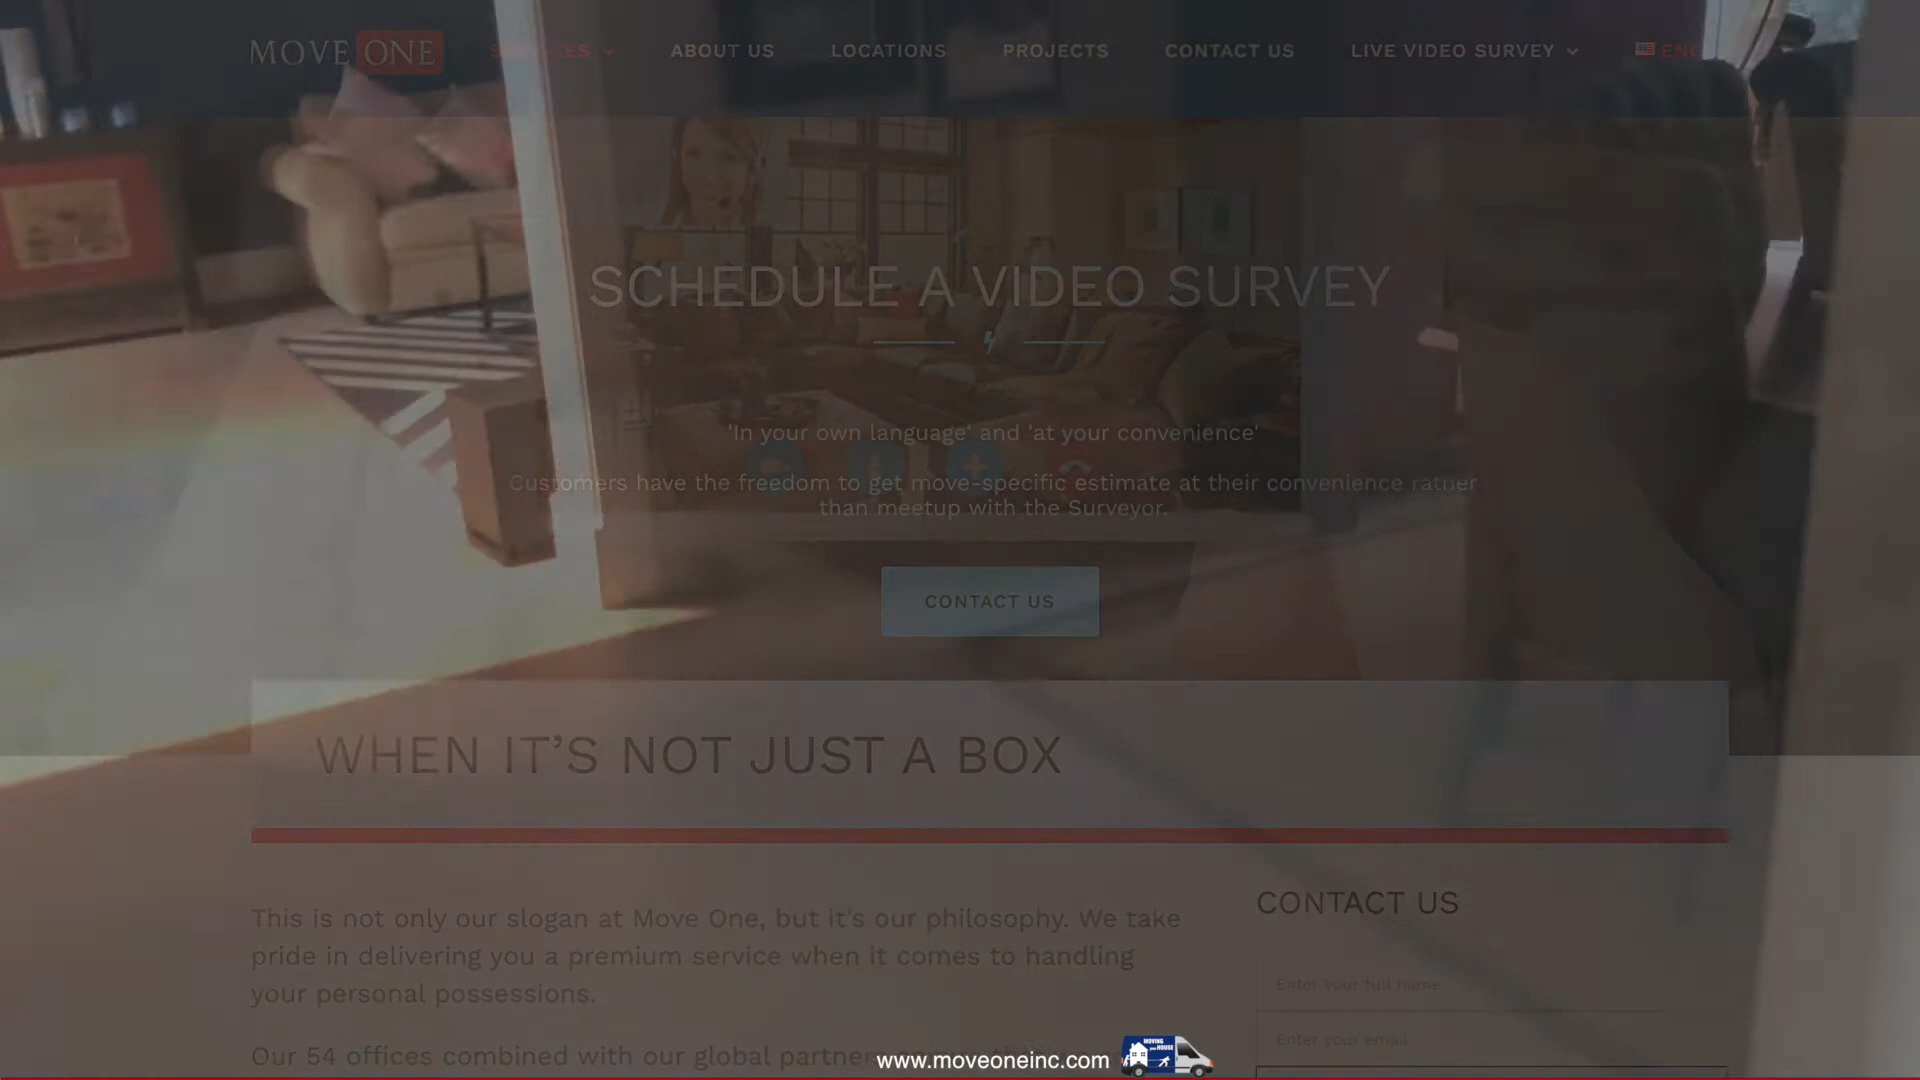 MOVE ONE
SERVICES
ABOUT US
LOCATIONS
PROJECTS
CONTACT US
LIVE VIDEO SURVEY
SCHEDULE A VIDEO SURVEY
'In your own language' and 'at your convenience'
Customers have the freedom to get move-specific estimate at their convenience rather
than meetup with the Surveyor.
CONTACT US
WHEN IT’S NOT JUST A BOX
This is not only our slogan at Move One, but it's our philosophy. We take
pride in delivering you a premium service when it comes to handling
your personal possessions.
Our 54 offices combined with our global
CONTACT US
Enter your full name
Enter your email
www.moveoneinc.com
MOVING
HOUSE